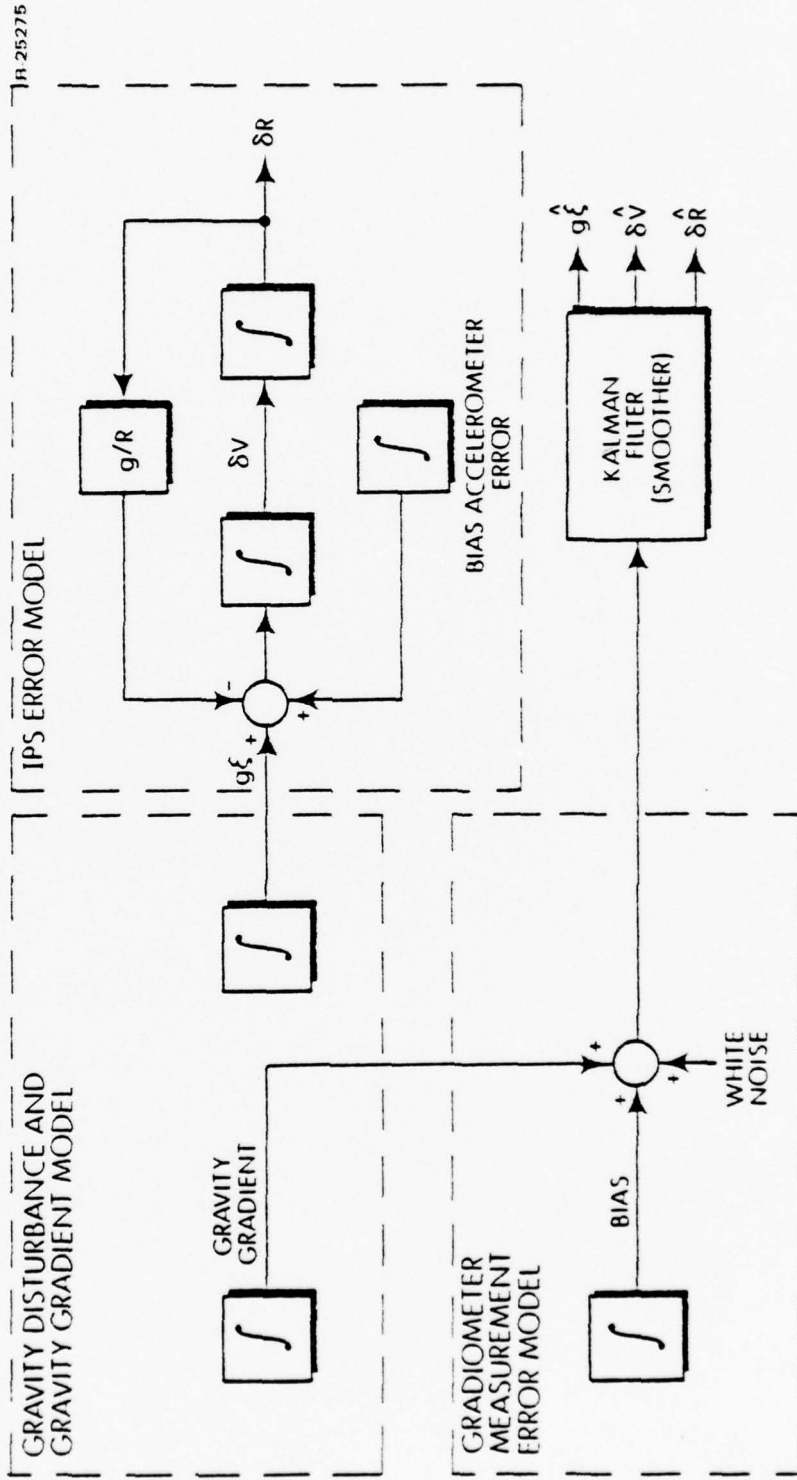 R-25275
GRAVITY DISTURBANCE AND
GRAVITY GRADIENT MODEL
GRAVITY
GRADIENT
∫
∫
gξ
IPS ERROR MODEL
g/R
+
-
+
∫
δV
∫
δR
∫
BIAS ACCELEROMETER
ERROR
GRADIOMETER
MEASUREMENT
ERROR MODEL
∫
BIAS
+
+
+
WHITE
NOISE
KALMAN
FILTER
(SMOOTHER)
gξ̂
δV̂
δR̂